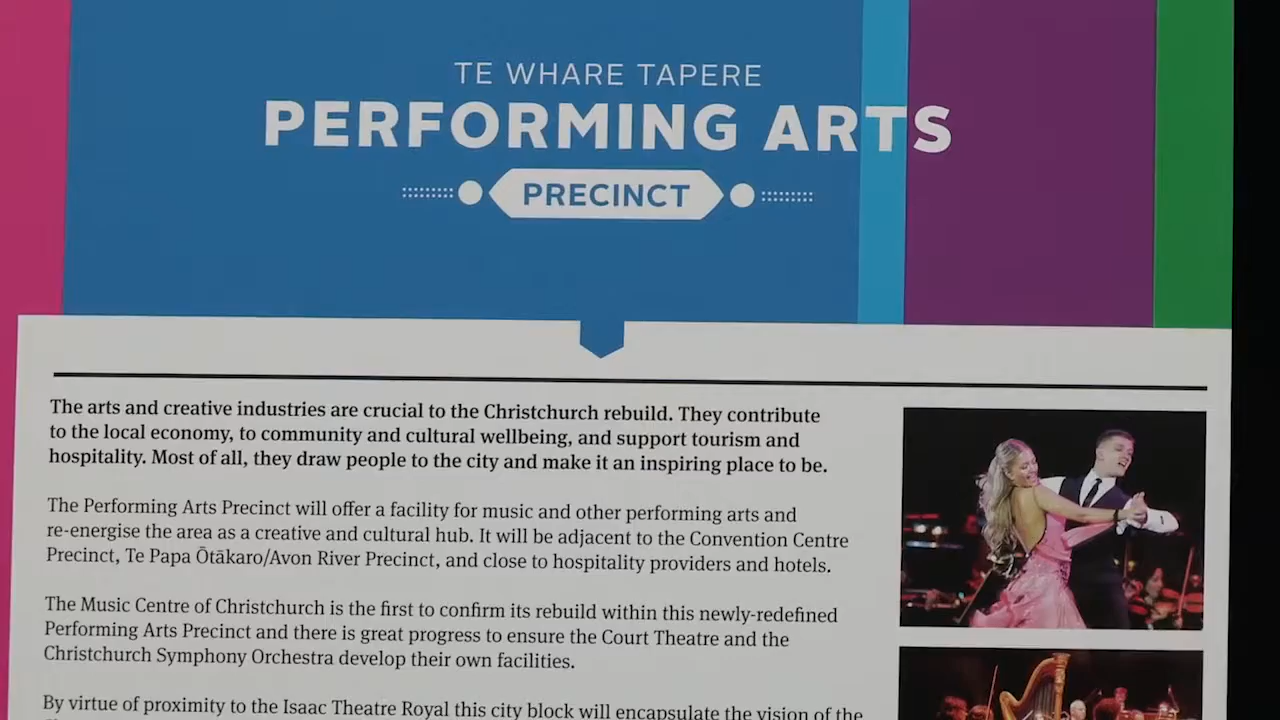 TE WHARE TAPERE
PERFORMING ARTS
PRECINCT
The arts and creative industries are crucial to the Christchurch rebuild. They contribute
to the local economy, to community and cultural wellbeing, and support tourism and
hospitality. Most of all, they draw people to the city and make it an inspiring place to be.
The Performing Arts Precinct will offer a facility for music and other performing arts and
re-energise the area as a creative and cultural hub. It will be adjacent to the Convention Centre
Precinct, Te Papa Ōtākaro/Avon River Precinct, and close to hospitality providers and hotels.
The Music Centre of Christchurch is the first to confirm its rebuild within this newly-redefined
Performing Arts Precinct and there is great progress to ensure the Court Theatre and the
Christchurch Symphony Orchestra develop their own facilities.
By virtue of proximity to the Isaac Theatre Royal this city block will encapsulate the vision of the